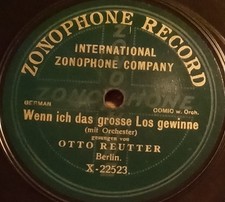 ZONOPHONE RECORD
INTERNATIONAL
ZONOPHONE COMPANY
GERMAN
COMIC w. Orch.
Wenn ich das grosse Los gewinne
(mit Orchester)
gesungen von
OTTO REUTTER
Berlin.
X-22523.